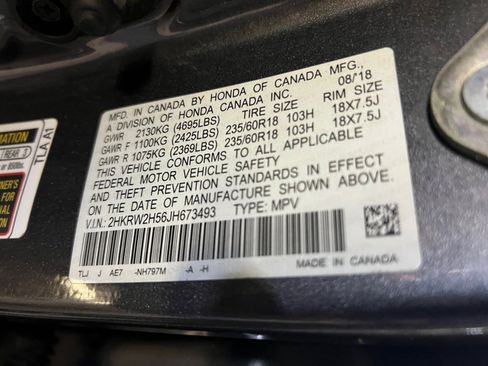 MFD. IN CANADA BY HONDA OF CANADA MFG.,
A DIVISION OF HONDA CANADA INC. 08/18
GVWR 2130KG (4695LBS) TIRE SIZE RIM SIZE
GAWR F 1100KG (2425LBS) 235/60R18 103H 18X7.5J
GAWR R 1075KG (2369LBS) 235/60R18 103H 18X7.5J
THIS VEHICLE CONFORMS TO ALL APPLICABLE
FEDERAL MOTOR VEHICLE SAFETY
AND THEFT PREVENTION STANDARDS IN EFFECT
ON THE DATE OF MANUFACTURE SHOWN ABOVE.
V.I.N.: 2HKRW2H56JH673493 TYPE: MPV
TLJ J AE7 -NH797M -A -H
MADE IN CANADA
TLA A1